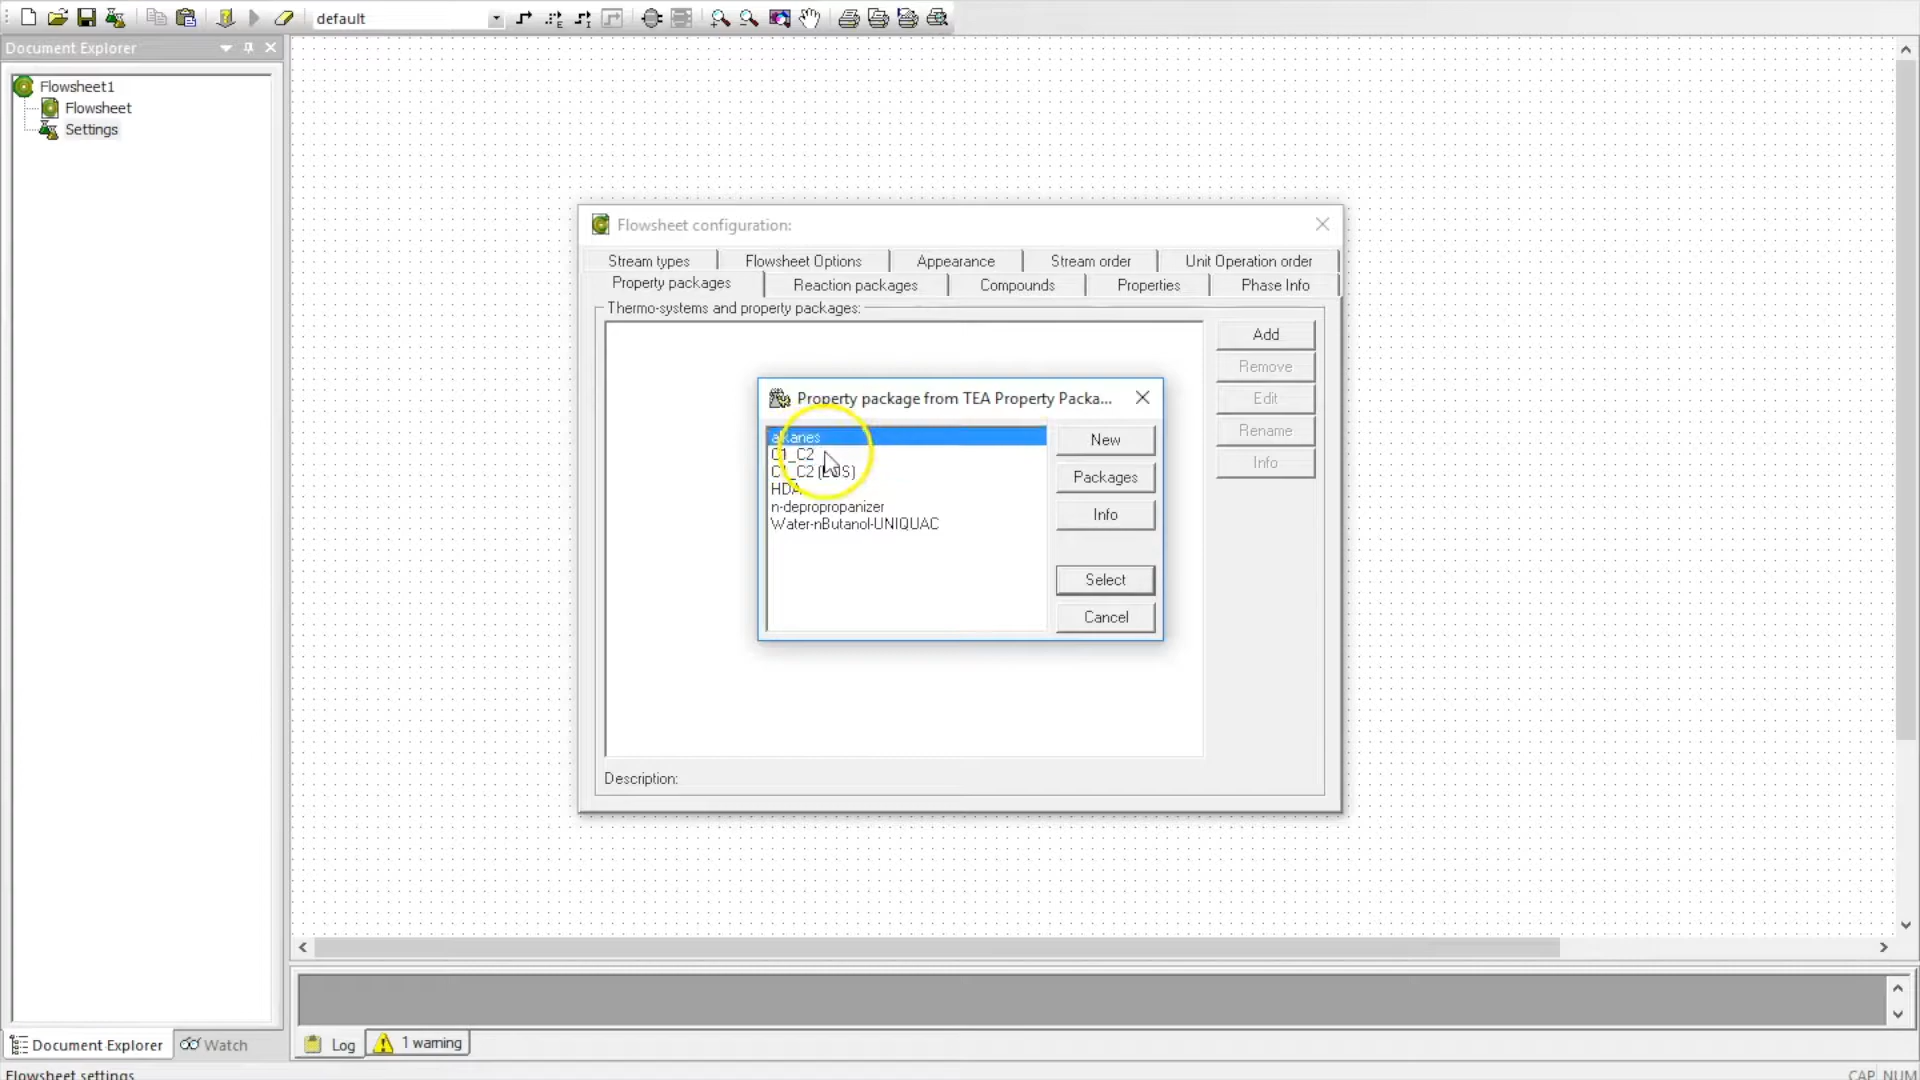 default
Document Explorer
Flowsheet1
Flowsheet
Settings
Flowsheet configuration:
Stream types
Flowsheet Options
Appearance
Stream order
Unit Operation order
Property packages
Reaction packages
Compounds
Properties
Phase Info
Thermo-systems and property packages:
Add
Remove
Edit
Rename
Info
Property package from TEA Property Packa...
alkanes
C1_C2
C1_C2 (EOS)
HDA
n-depropropanizer
Water-nButanol-UNIQUAC
New
Packages
Info
Select
Cancel
Description:
Document Explorer
Watch
Log
1 warning
Flowsheet settings
CAP NUM